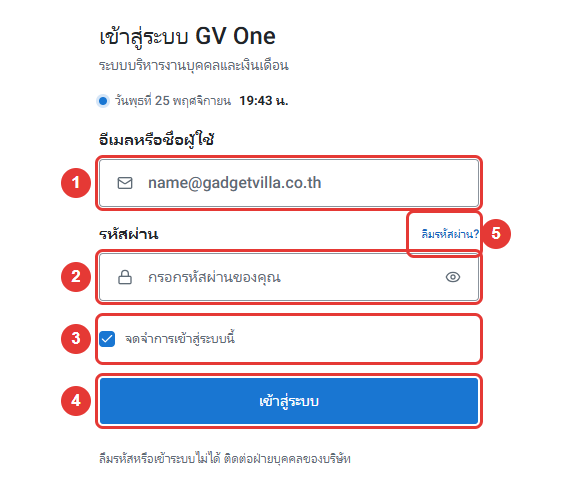 เข้าสู่ระบบ GV One
ระบบบริหารงานบุคคลและเงินเดือน
วันพุธที่ 25 พฤศจิกายน 19:43 น.
อีเมลหรือชื่อผู้ใช้
1 name@gadgetvilla.co.th
รหัสผ่าน ลืมรหัสผ่าน? 5
2 กรอกรหัสผ่านของคุณ
3 จดจำการเข้าสู่ระบบนี้
4 เข้าสู่ระบบ
ลืมรหัสหรือเข้าระบบไม่ได้ ติดต่อฝ่ายบุคคลของบริษัท